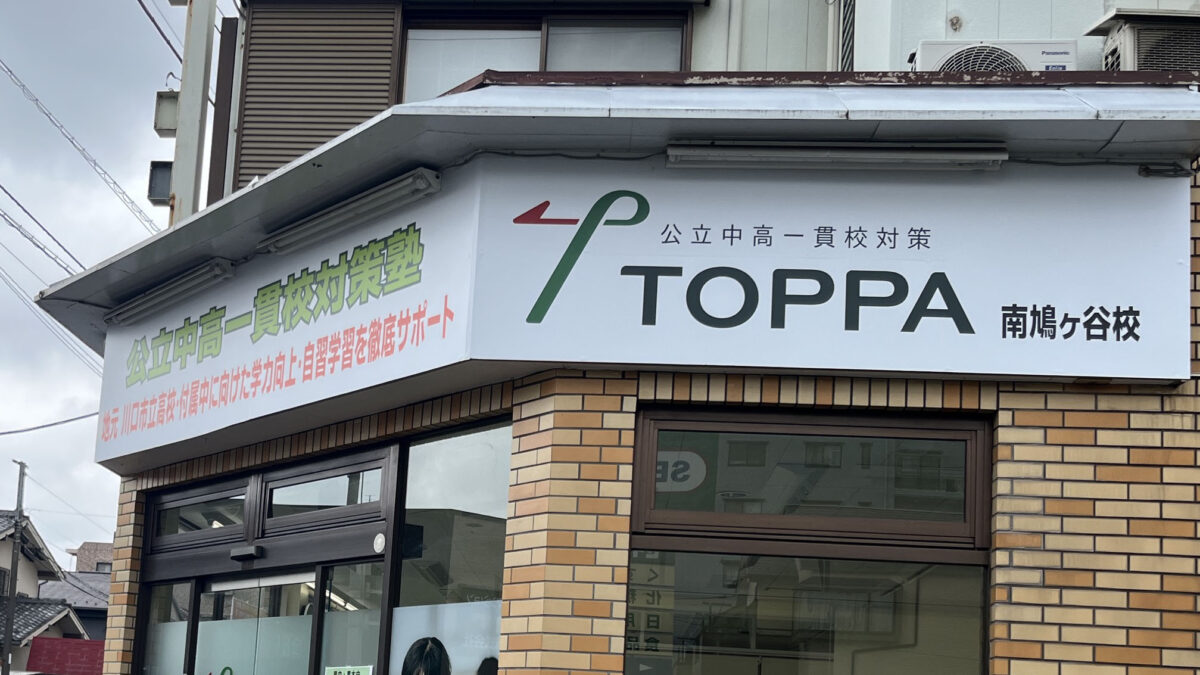 公立中高一貫校対策塾
地元 川口市立高校・付属中に向けた学力向上・自習学習を徹底サポート
公立中高一貫校対策
TOPPA
南鳩ヶ谷校
Panasonic